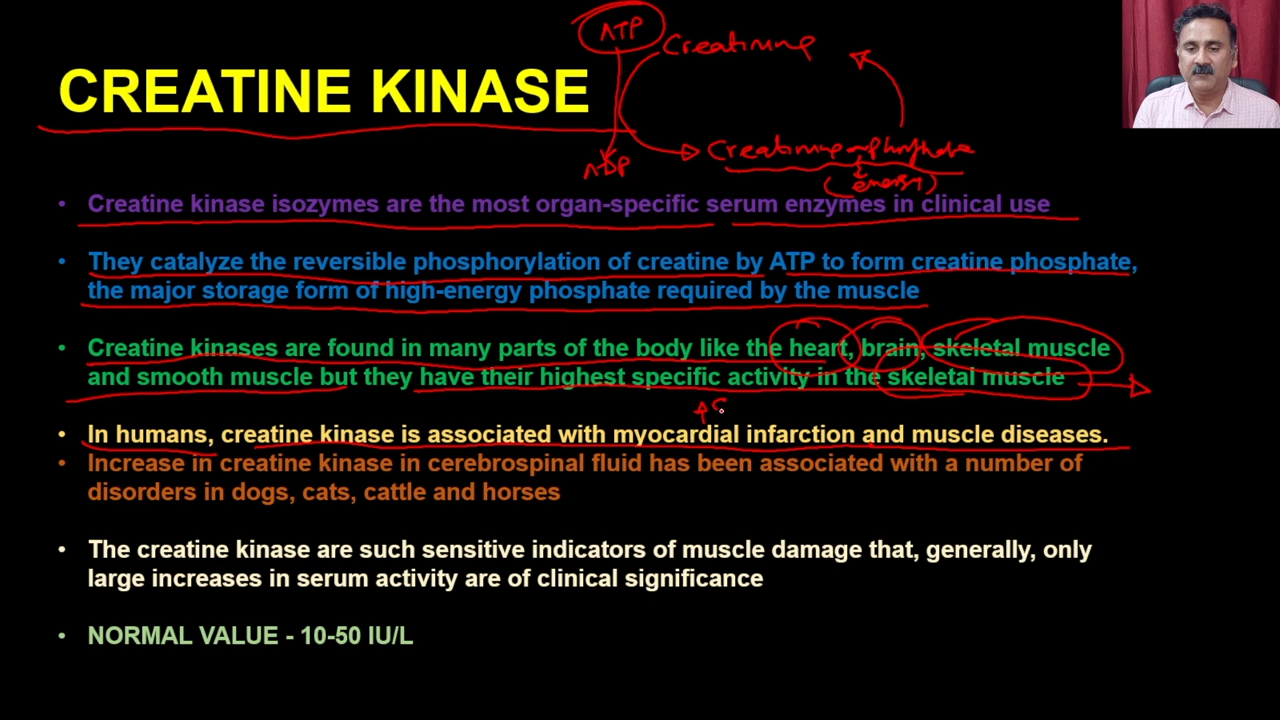 ATP
Creatinine
CREATINE KINASE
Creatinine phosphate
ADP
(energy)
• Creatine kinase isozymes are the most organ-specific serum enzymes in clinical use
• They catalyze the reversible phosphorylation of creatine by ATP to form creatine phosphate,
the major storage form of high-energy phosphate required by the muscle
• Creatine kinases are found in many parts of the body like the heart, brain, skeletal muscle
and smooth muscle but they have their highest specific activity in the skeletal muscle
• In humans, creatine kinase is associated with myocardial infarction and muscle diseases.
• Increase in creatine kinase in cerebrospinal fluid has been associated with a number of
disorders in dogs, cats, cattle and horses
• The creatine kinase are such sensitive indicators of muscle damage that, generally, only
large increases in serum activity are of clinical significance
• NORMAL VALUE - 10-50 IU/L